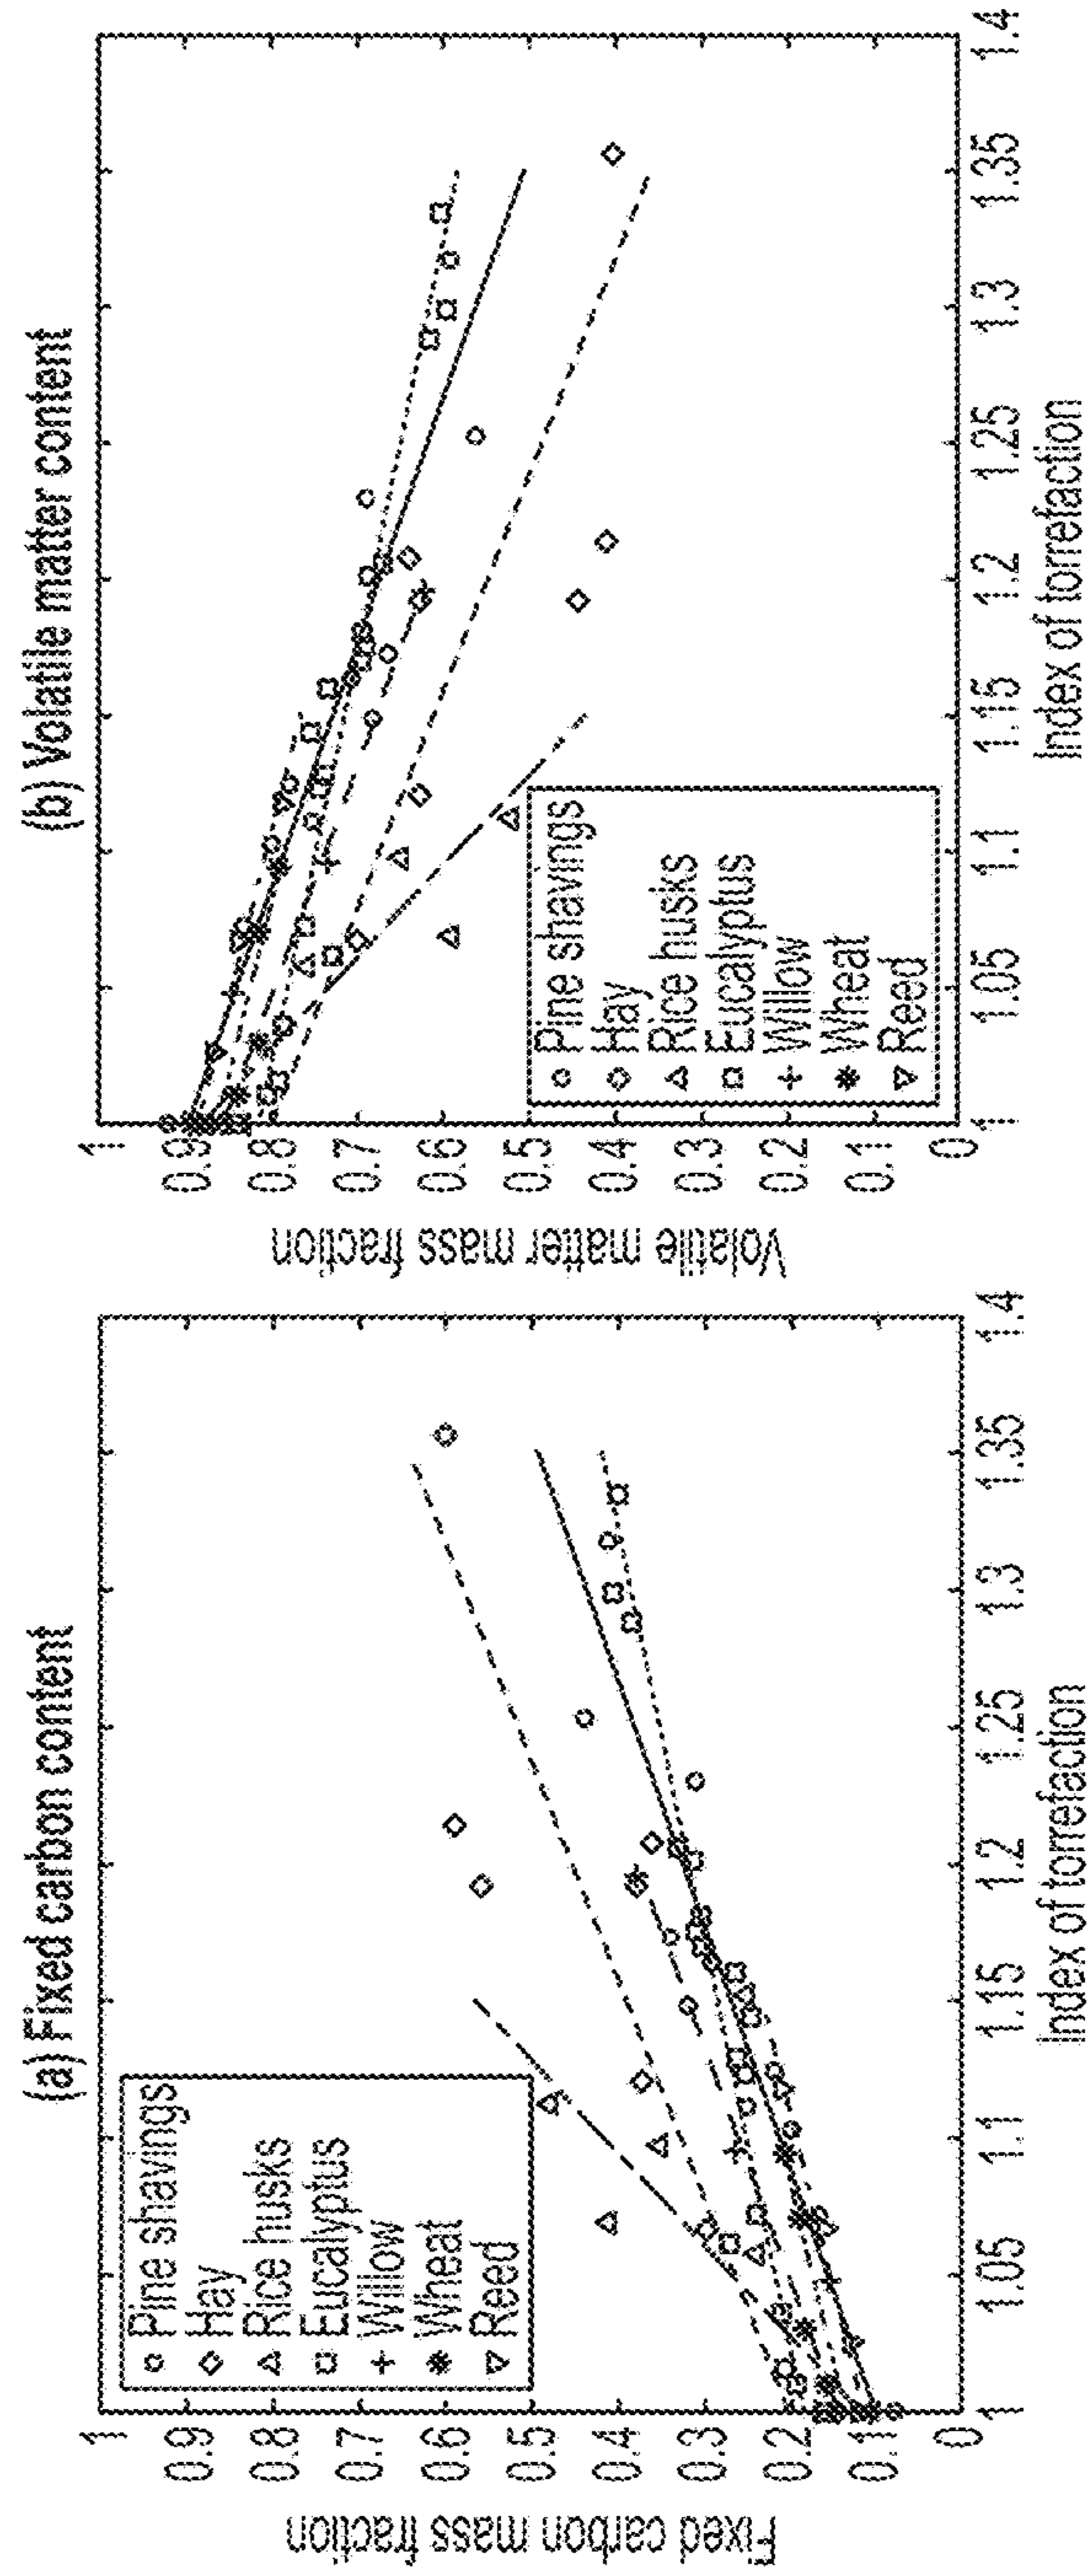 (a) Fixed carbon content
Fixed carbon mass fraction
1
0.9
0.8
0.7
0.6
0.5
0.4
0.3
0.2
0.1
0
Pine shavings
Hay
Rice husks
Eucalyptus
Willow
Wheat
Reed
1
1.05
1.1
1.15
1.2
1.25
1.3
1.35
1.4
Index of torrefaction
(b) Volatile matter content
Volatile matter mass fraction
1
0.9
0.8
0.7
0.6
0.5
0.4
0.3
0.2
0.1
0
Pine shavings
Hay
Rice husks
Eucalyptus
Willow
Wheat
Reed
1
1.05
1.1
1.15
1.2
1.25
1.3
1.35
1.4
Index of torrefaction